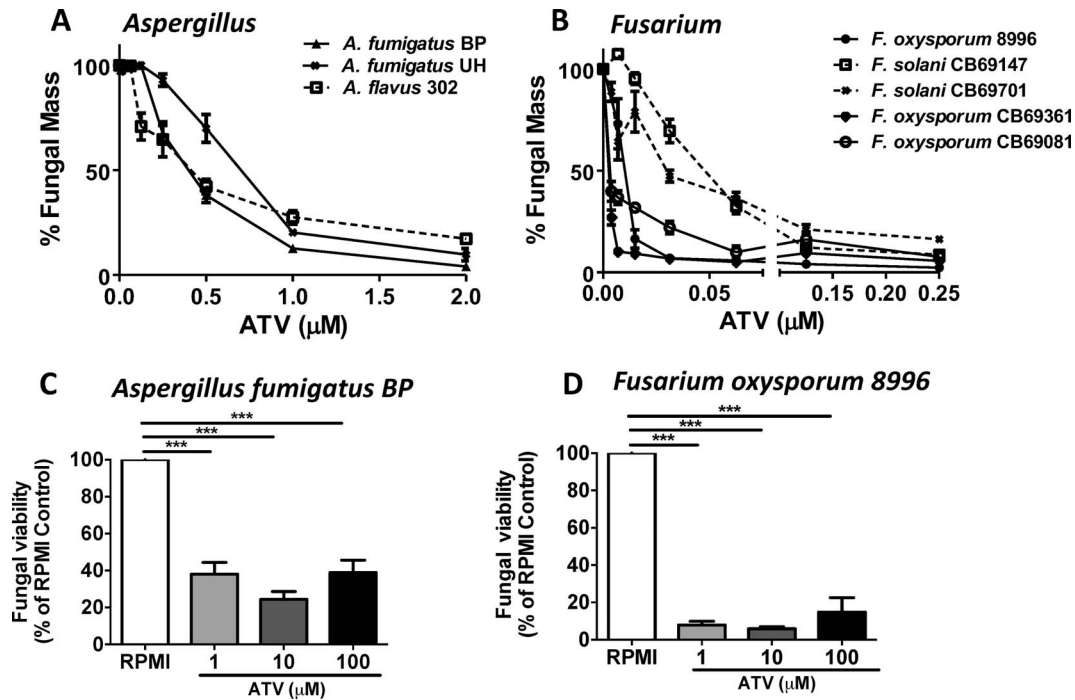 A
Aspergillus
A. fumigatus BP
A. fumigatus UH
A. flavus 302
% Fungal Mass
100
50
0
0.0 0.5 1.0 1.5 2.0
ATV (μM)
B
Fusarium
F. oxysporum 8996
F. solani CB69147
F. solani CB69701
F. oxysporum CB69361
F. oxysporum CB69081
% Fungal Mass
100
50
0
0.00 0.05 0.15 0.20 0.25
ATV (μM)
C
Aspergillus fumigatus BP
***
***
***
Fungal viability
(% of RPMI Control)
100
80
60
40
20
0
RPMI 1 10 100
ATV (μM)
D
Fusarium oxysporum 8996
***
***
***
Fungal viability
(% of RPMI Control)
100
80
60
40
20
0
RPMI 1 10 100
ATV (μM)